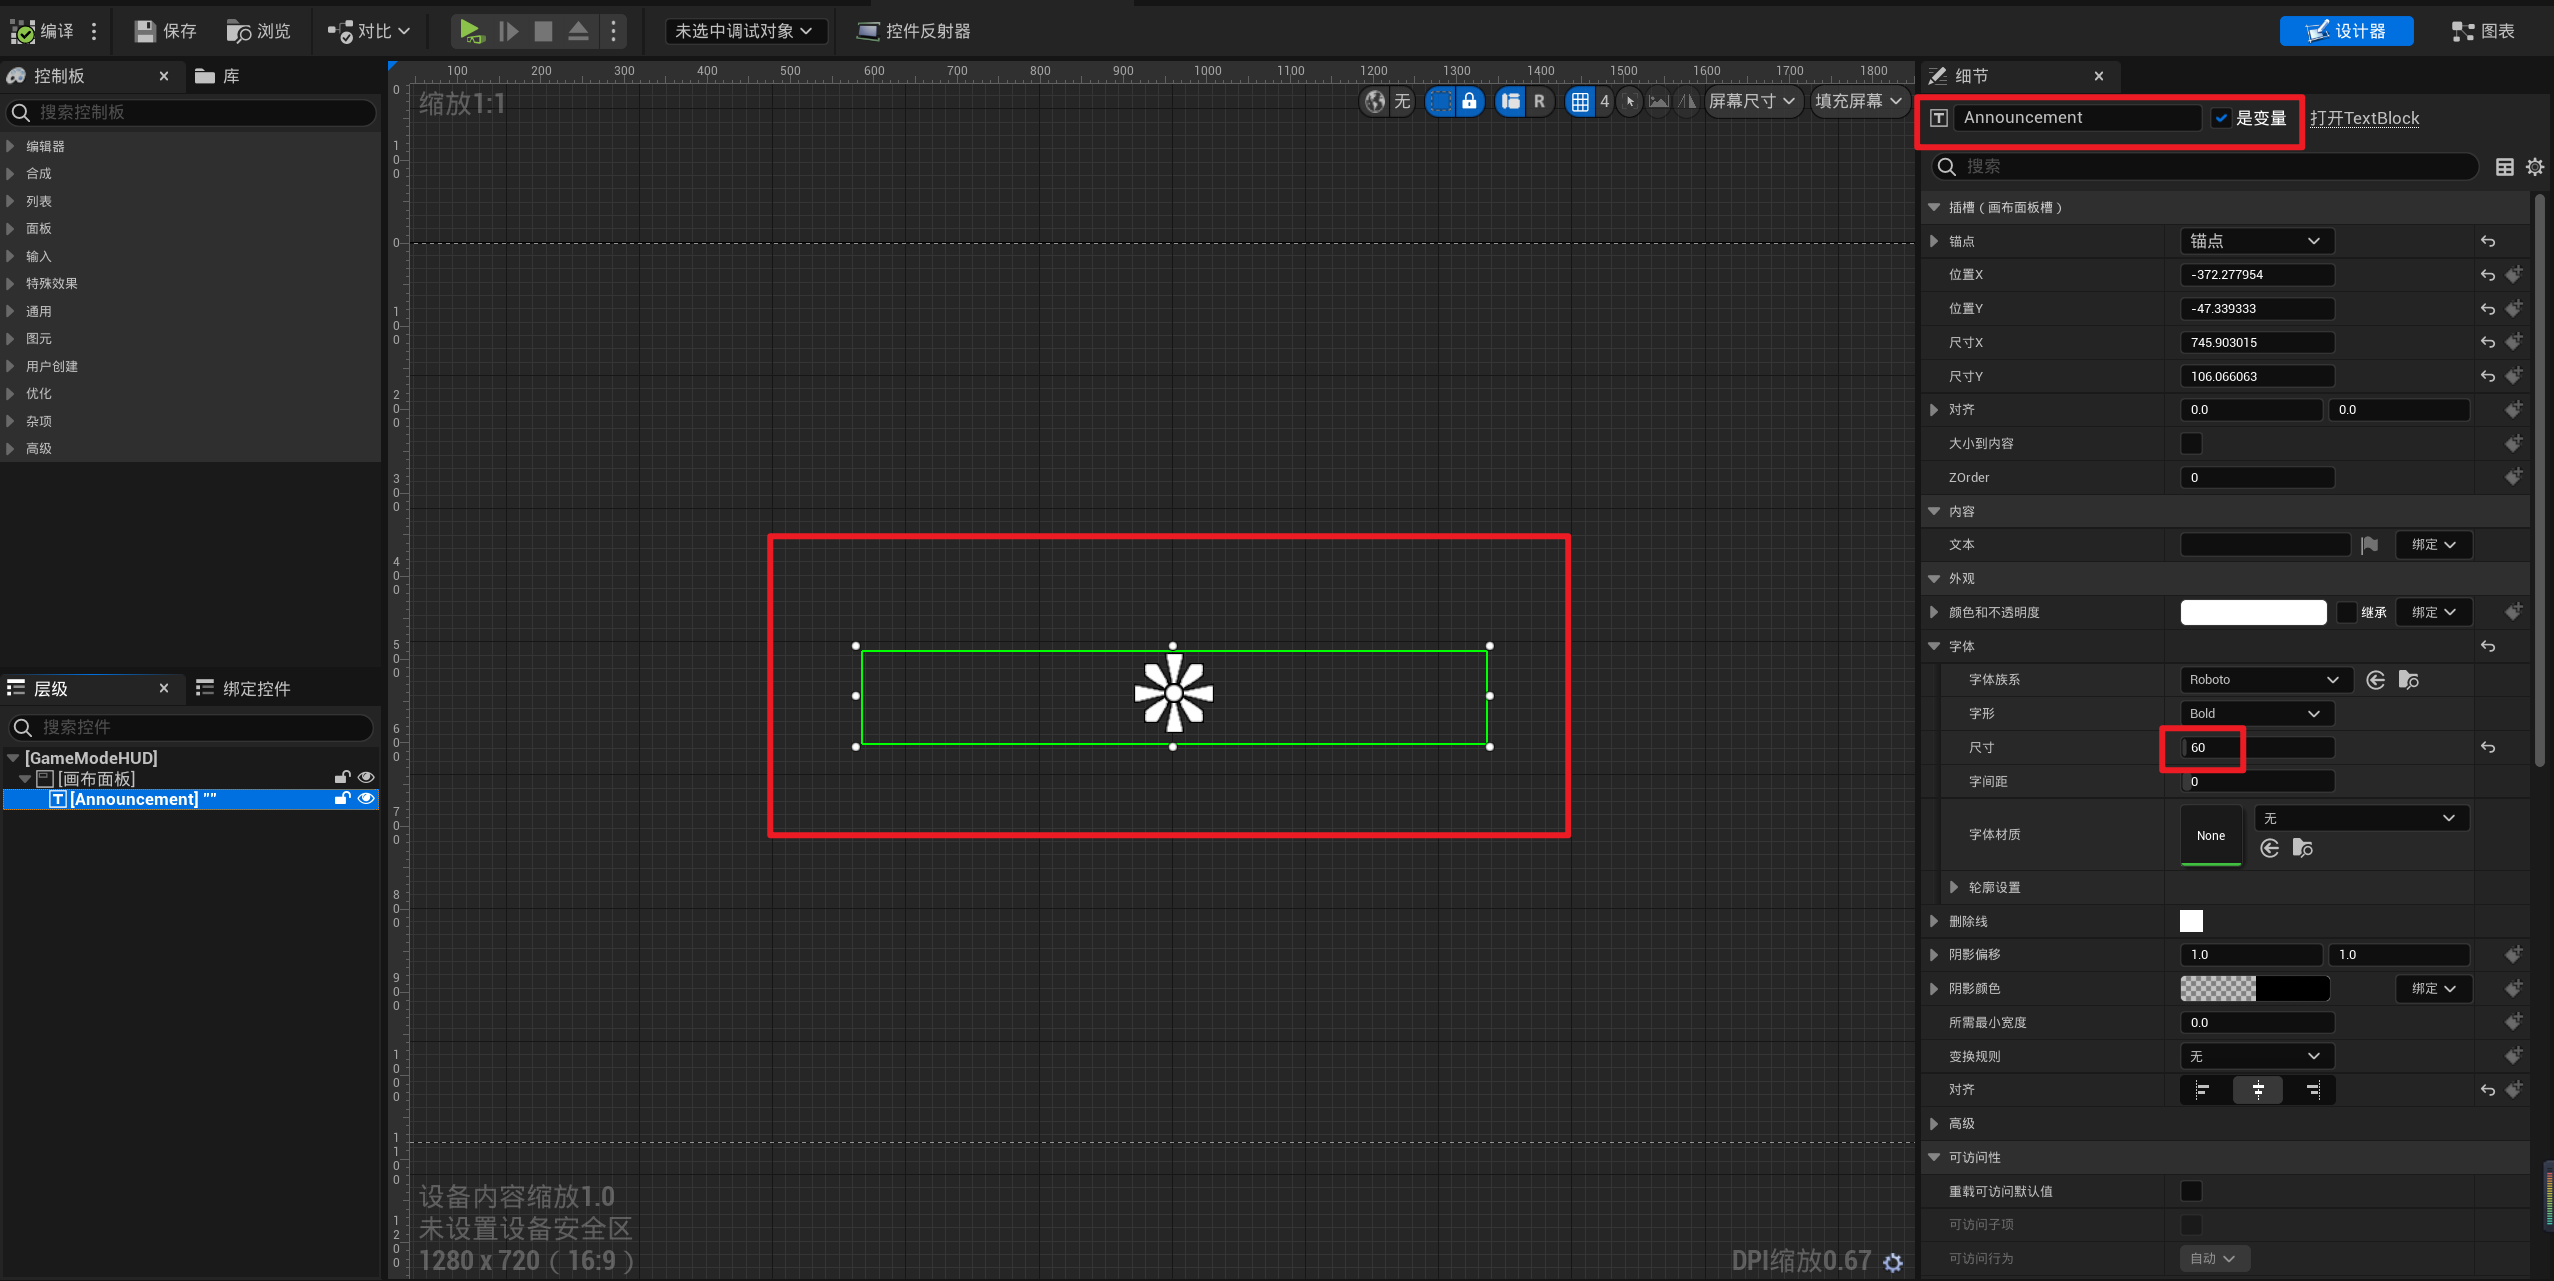 编译
保存
浏览
对比
未选中调试对象
控件反射器
设计器
图表
控制板
库
搜索控制板
编辑器
合成
列表
面板
输入
特殊效果
通用
图元
用户创建
优化
杂项
高级
层级
绑定控件
搜索控件
[GameModeHUD]
[画布面板]
[Announcement] ""
100 200 300 400 500 600 700 800 900 1000 1100 1200 1300 1400 1500 1600 1700 1800
缩放1:1
无
R
4
屏幕尺寸
填充屏幕
0
100
0
100
200
300
400
500
600
700
800
900
1000
1100
1200
设备内容缩放1.0
未设置设备安全区
1280 x 720（16:9）
DPI缩放0.67
细节
Announcement 是变量 打开TextBlock
搜索
插槽（画布面板槽）
锚点 锚点
位置X -372.277954
位置Y -47.339333
尺寸X 745.903015
尺寸Y 106.066063
对齐 0.0 0.0
大小到内容
ZOrder 0
内容
文本 绑定
外观
颜色和不透明度 继承 绑定
字体
字体族系 Roboto
字形 Bold
尺寸 60
字间距 0
字体材质 None 无
轮廓设置
删除线
阴影偏移 1.0 1.0
阴影颜色 绑定
所需最小宽度 0.0
变换规则 无
对齐
高级
可访问性
重载可访问默认值
可访问子项
可访问行为 自动